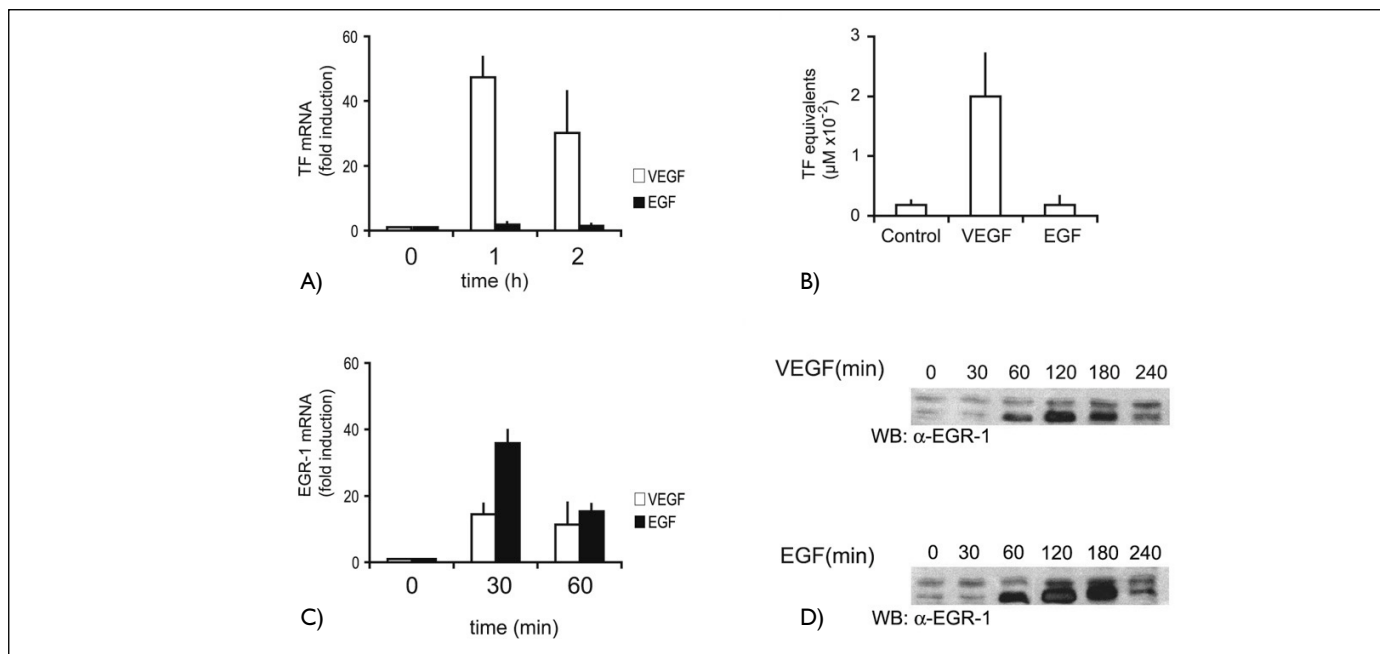 60
40
20
0
TF mRNA
(fold induction)
0 1 2
time (h)
VEGF
EGF
A)
3
2
1
0
TF equivalents
(µM x10⁻²)
Control VEGF EGF
B)
60
40
20
0
EGR-1 mRNA
(fold induction)
0 30 60
time (min)
VEGF
EGF
C)
VEGF(min) 0 30 60 120 180 240
WB: α-EGR-1
EGF(min) 0 30 60 120 180 240
D) WB: α-EGR-1